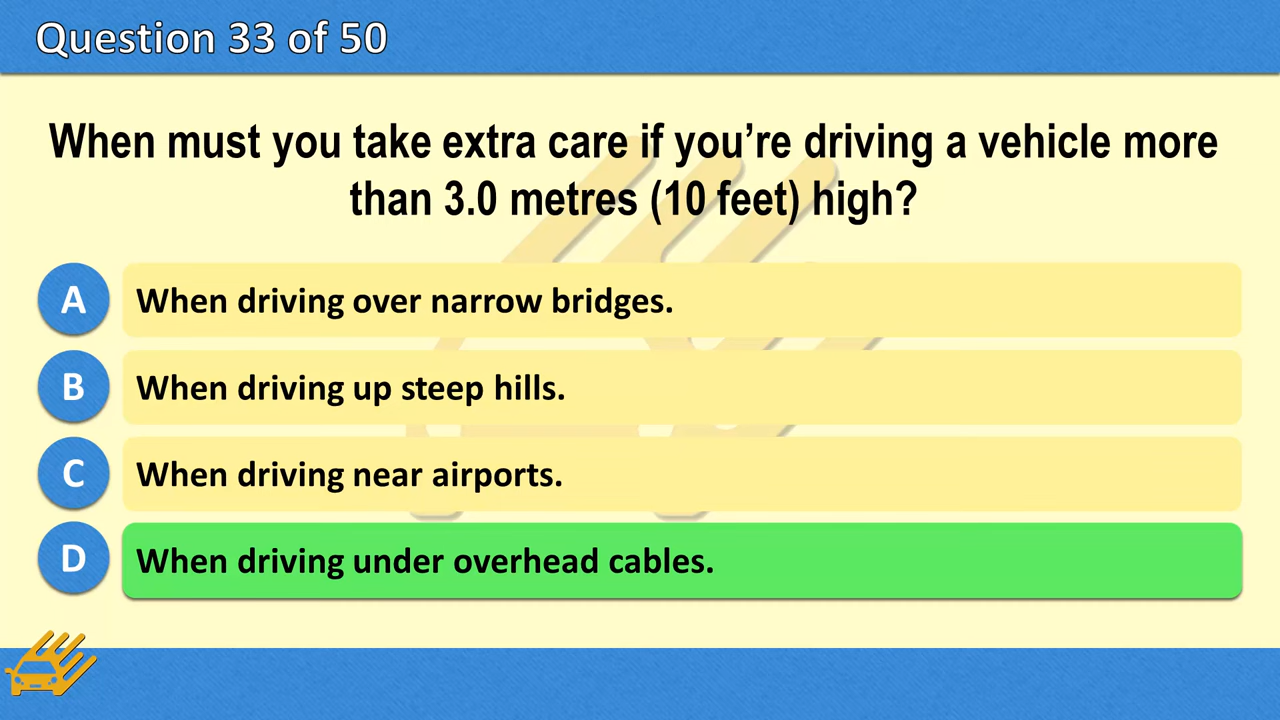 Question 33 of 50
When must you take extra care if you’re driving a vehicle more
than 3.0 metres (10 feet) high?
A When driving over narrow bridges.
B When driving up steep hills.
C When driving near airports.
D When driving under overhead cables.